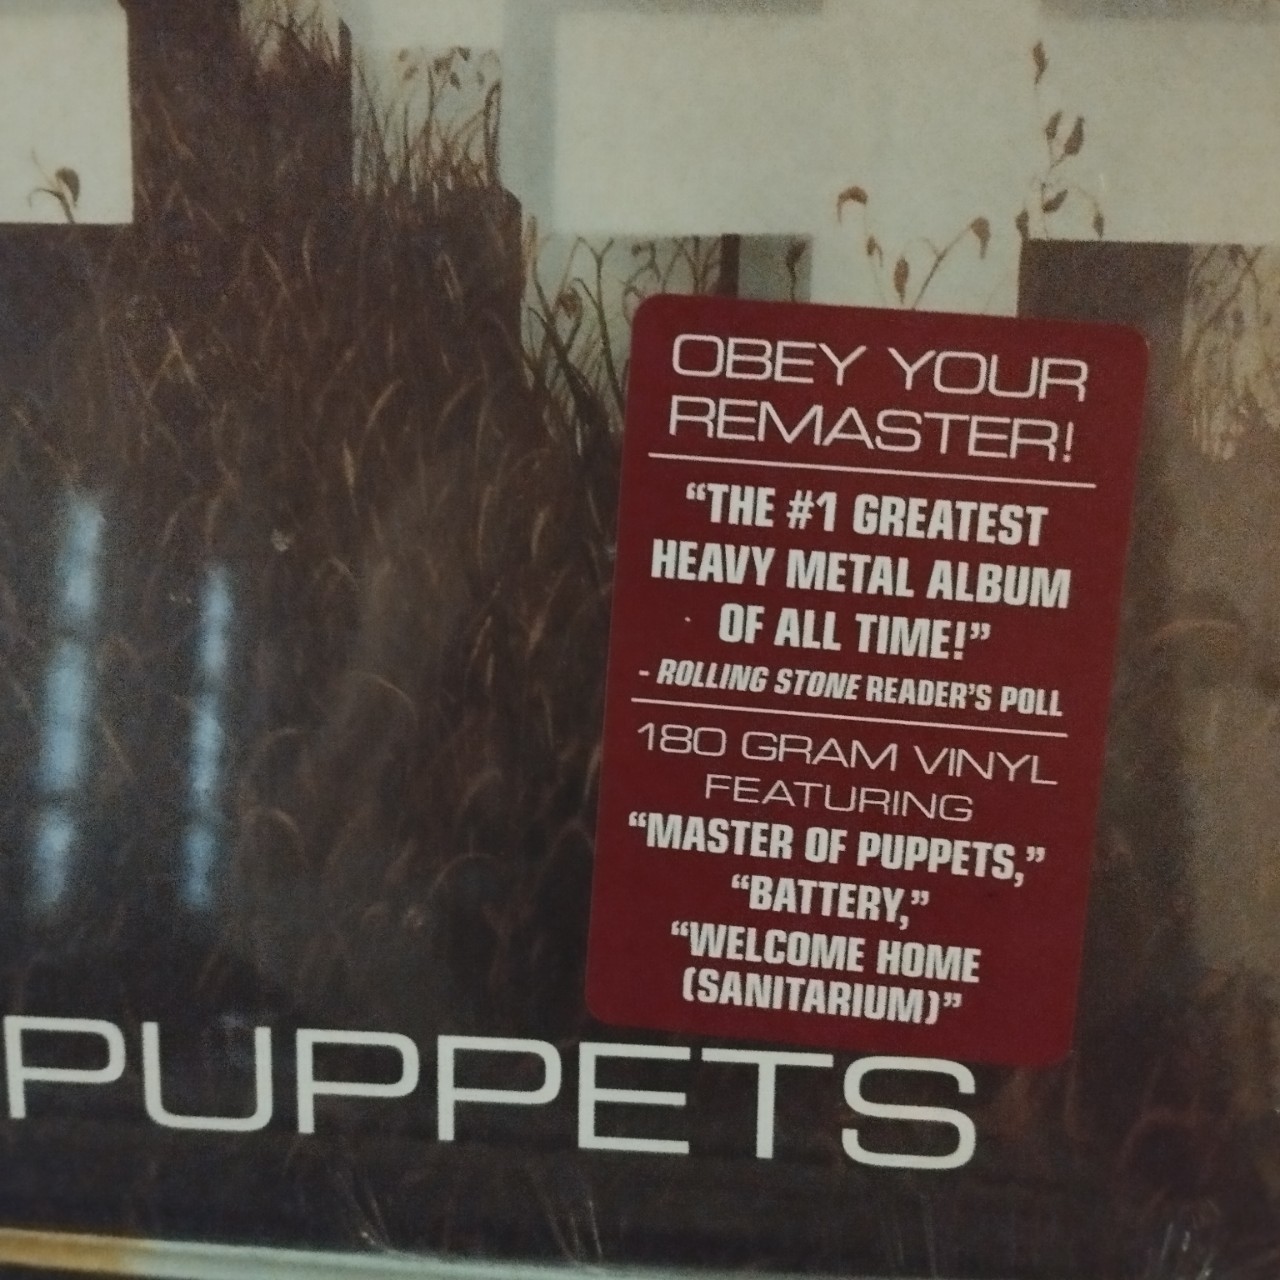 OBEY YOUR
REMASTER!
“THE #1 GREATEST
HEAVY METAL ALBUM
OF ALL TIME!”
- ROLLING STONE READER’S POLL
180 GRAM VINYL
FEATURING
“MASTER OF PUPPETS,”
“BATTERY,”
“WELCOME HOME
(SANITARIUM)”
PUPPETS